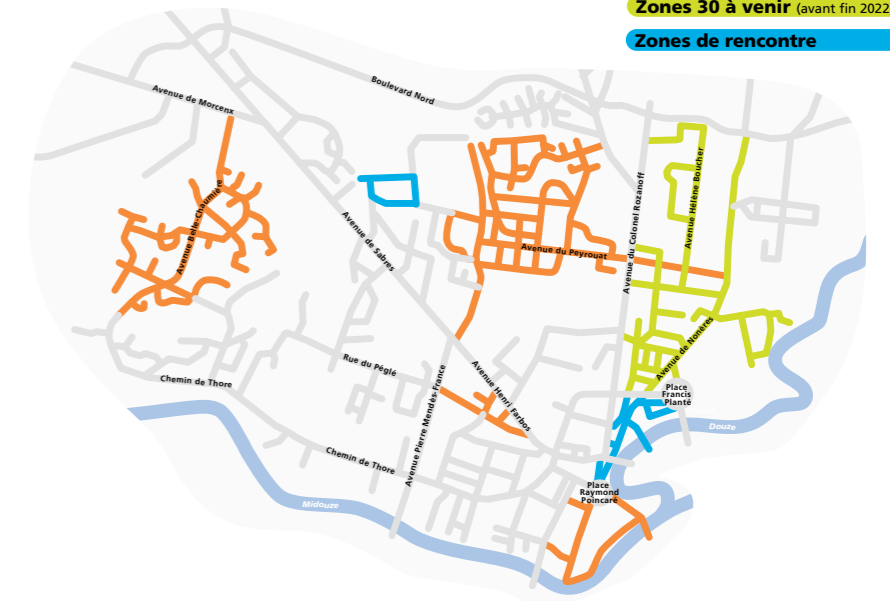 Zones 30 à venir (avant fin 2022
Zones de rencontre
Boulevard Nord
Avenue de Morcenx
Avenue Belle-Chaumière
Avenue de Sabres
Avenue du Peyrouat
Avenue du Colonel Rozanoff
Avenue Hélène Boucher
Avenue de Nonères
Rue du Péglé
Chemin de Thore
Avenue Pierre Mendès-France
Avenue Henri Farbos
Place
Francis
Planté
Douze
Chemin de Thore
Place
Raymond
Poincaré
Midouze